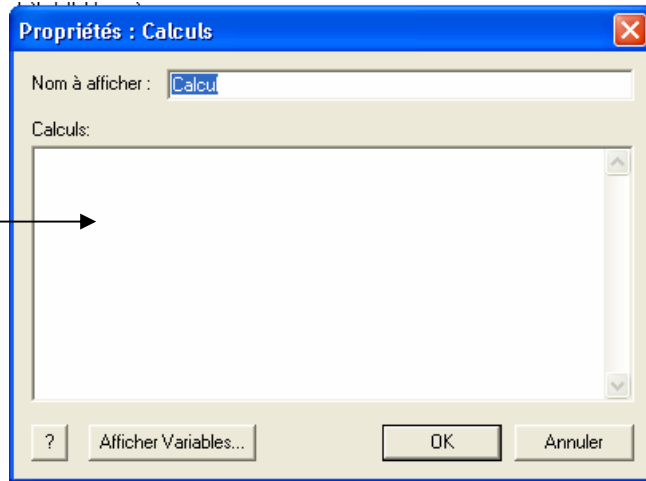 Propriétés : Calculs
Nom à afficher : Calcul
Calculs:
? Afficher Variables... OK Annuler